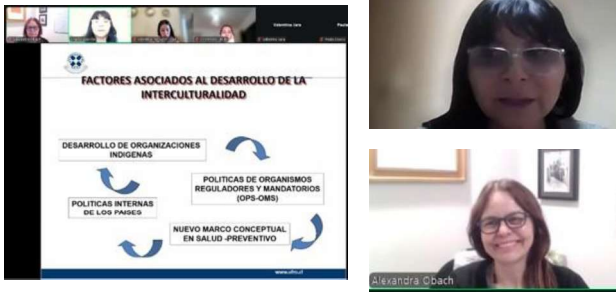 Valentina Jara
FACTORES ASOCIADOS AL DESARROLLO DE LA
INTERCULTURALIDAD
DESARROLLO DE ORGANIZACIONES
INDIGENAS
POLITICAS DE ORGANISMOS
REGULADORES Y MANDATORIOS
(OPS-OMS)
POLITICAS INTERNAS
DE LOS PAISES
NUEVO MARCO CONCEPTUAL
EN SALUD -PREVENTIVO
www.ufro.cl
Alexandra Obach